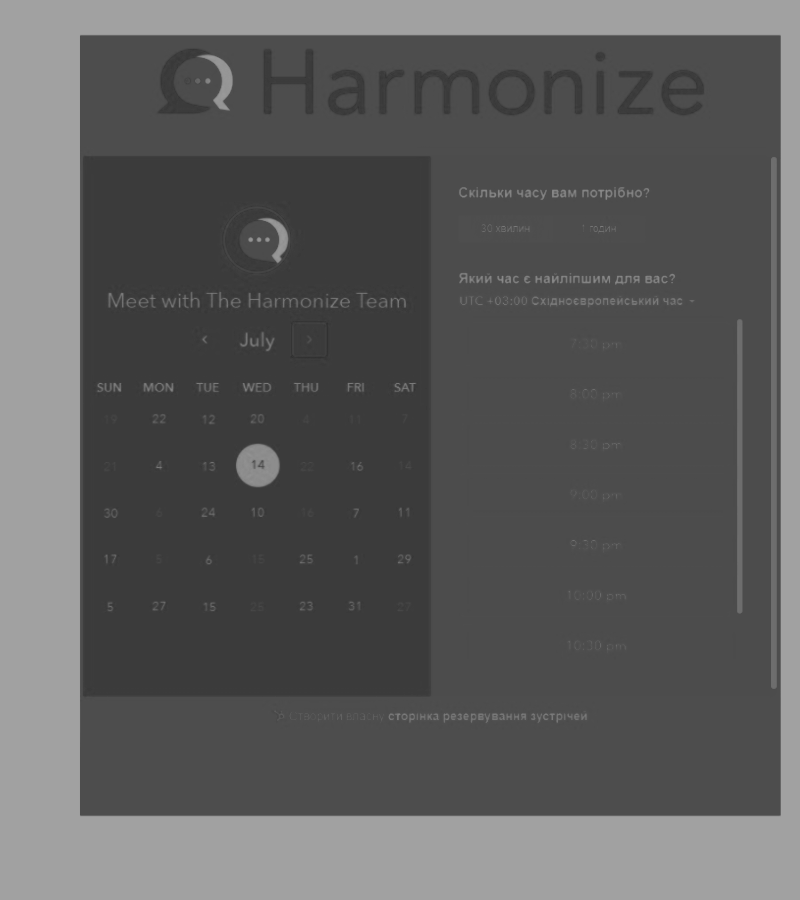 Harmonize
Meet with The Harmonize Team
July
SUN MON TUE WED THU FRI SAT
19 22 12 20 4 11 7
21 4 13 14 22 16 14
30 24 10 16 7 11
17 6 15 25 1 29
5 27 15 26 23 31 27
Скільки часу вам потрібно?
30 хвилин 1 годин
Який час є найліпшим для вас?
UTC +03:00 Східноєвропейський час
7:30 pm
8:00 pm
8:30 pm
9:00 pm
9:30 pm
10:00 pm
10:30 pm
Створити власну сторінка резервування зустрічей